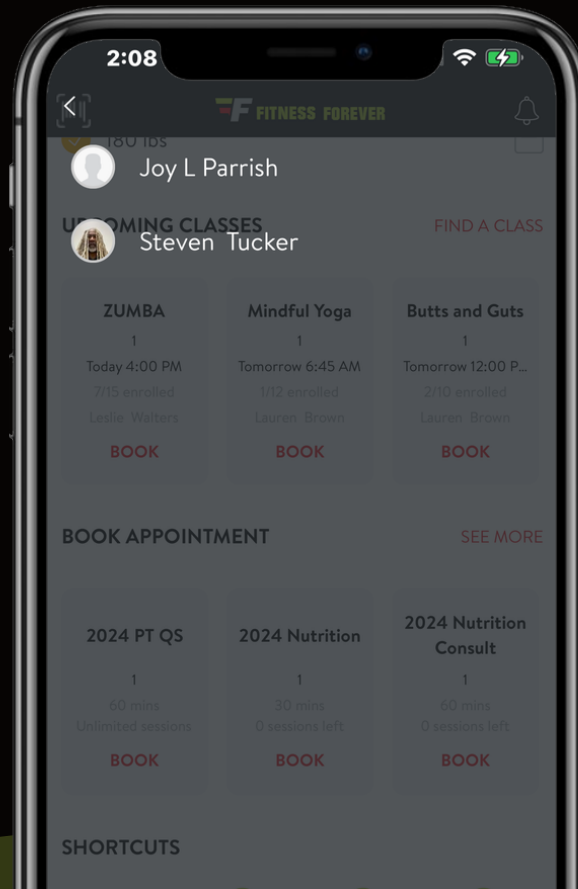 2:08
FITNESS FOREVER
180 lbs
Joy L Parrish
UPCOMING CLASSES
FIND A CLASS
Steven Tucker
ZUMBA
1
Today 4:00 PM
7/15 enrolled
Leslie Walters
BOOK
Mindful Yoga
1
Tomorrow 6:45 AM
1/12 enrolled
Lauren Brown
BOOK
Butts and Guts
1
Tomorrow 12:00 P...
2/10 enrolled
Lauren Brown
BOOK
BOOK APPOINTMENT
SEE MORE
2024 PT QS
1
60 mins
Unlimited sessions
BOOK
2024 Nutrition
1
30 mins
0 sessions left
BOOK
2024 Nutrition
Consult
1
60 mins
0 sessions left
BOOK
SHORTCUTS